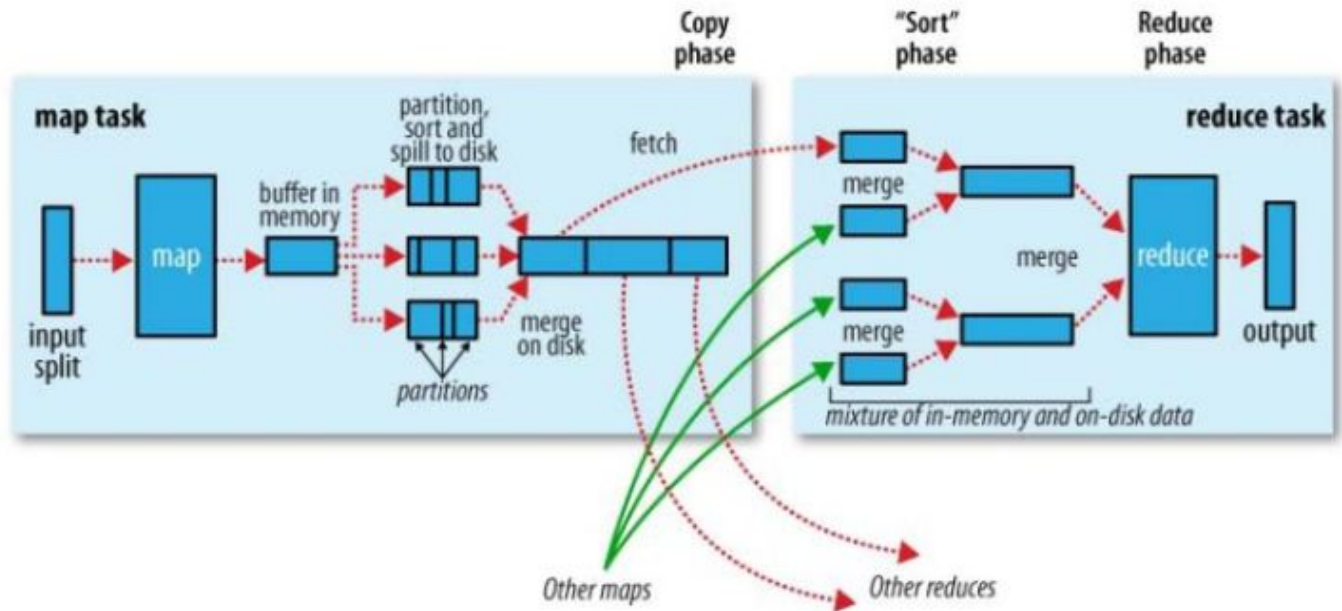 Copy
phase
“Sort”
phase
Reduce
phase
map task
partition,
sort and
spill to disk
fetch
reduce task
buffer in
memory
merge
map
merge
reduce
input
split
merge
on disk
merge
output
partitions
mixture of in-memory and on-disk data
Other maps
Other reduces